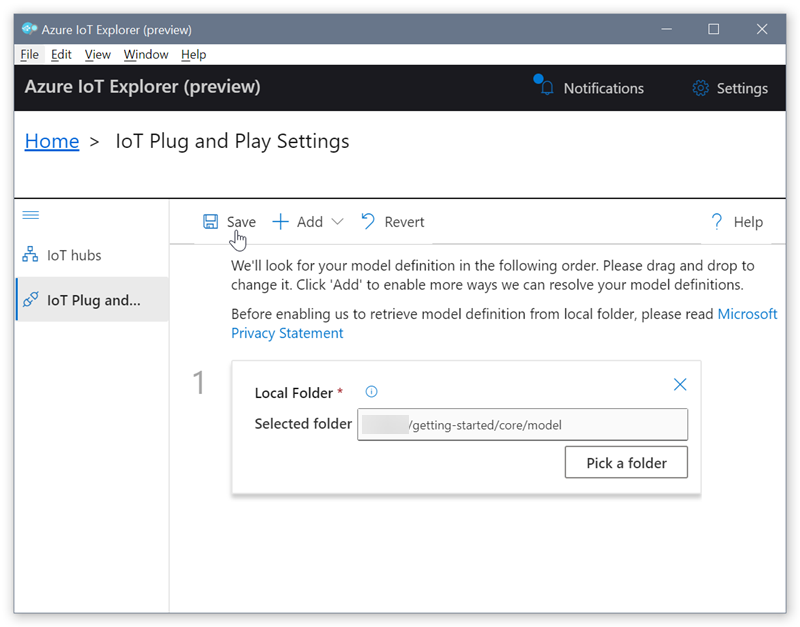 Azure IoT Explorer (preview)
File Edit View Window Help
Azure IoT Explorer (preview) Notifications Settings
Home > IoT Plug and Play Settings
Save Add Revert Help
IoT hubs
IoT Plug and...
We'll look for your model definition in the following order. Please drag and drop to
change it. Click 'Add' to enable more ways we can resolve your model definitions.
Before enabling us to retrieve model definition from local folder, please read Microsoft
Privacy Statement
1
Local Folder *
Selected folder /getting-started/core/model
Pick a folder